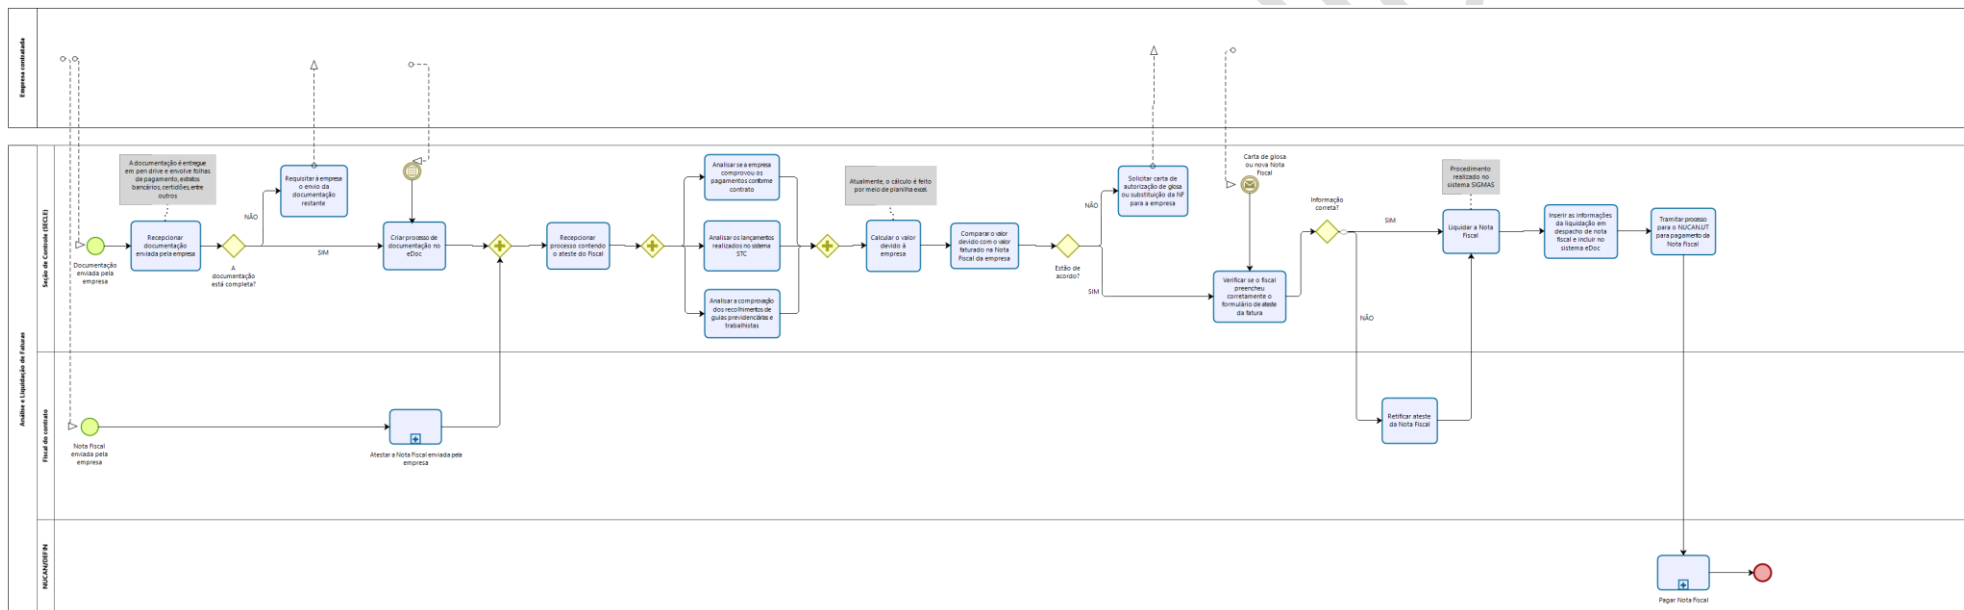 Empresa contratada
Análise e Liquidação de Faturas
Seção de Controle (SECLE)
A documentação é entregue
em pen drive e envolve folhas
de pagamento, extratos
bancários, certidões, entre
outros
Documentação
enviada pela
empresa
Recepcionar
documentação
enviada pela empresa
A
documentação
está completa?
NÃO
SIM
Requisitar à empresa
o envio da
documentação
restante
Criar processo de
documentação no
eDoc
Recepcionar
processo contendo
o ateste do Fiscal
Analisar se a empresa
comprovou os
pagamentos conforme
contrato
Analisar os lançamentos
realizados no sistema
STC
Analisar a comprovação
dos recolhimentos de
guias previdenciárias e
trabalhistas
Atualmente, o cálculo é feito
por meio de planilha excel.
Calcular o valor
devido à
empresa
Comparar o valor
devido com o valor
faturado na Nota
Fiscal da empresa
Estão de
acordo?
NÃO
SIM
Solicitar carta de
autorização de glosa
ou substituição da NF
para a empresa
Carta de glosa
ou nova Nota
Fiscal
Verificar se o fiscal
preencheu
corretamente o
formulário de ateste
da fatura
Informação
correta?
SIM
NÃO
Procedimento
realizado no
sistema SIGMAS
Liquidar a Nota
Fiscal
Inserir as informações
da liquidação em
despacho de nota
fiscal e incluir no
sistema eDoc
Tramitar processo
para o NUCAN/LIT
para pagamento da
Nota Fiscal
Fiscal do contrato
Nota Fiscal
enviada pela
empresa
Atestar a Nota Fiscal enviada pela
empresa
Retificar ateste
da Nota Fiscal
NUCAN/DEFIN
Pagar Nota Fiscal